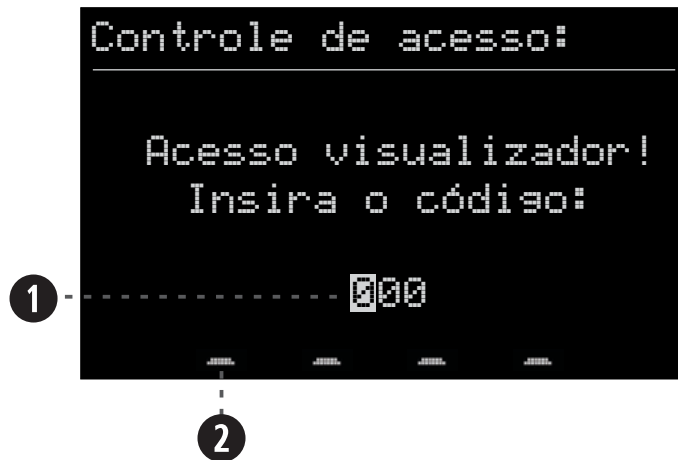 Controle de acesso:
Acesso visualizador!
Insira o código:
1
000
2